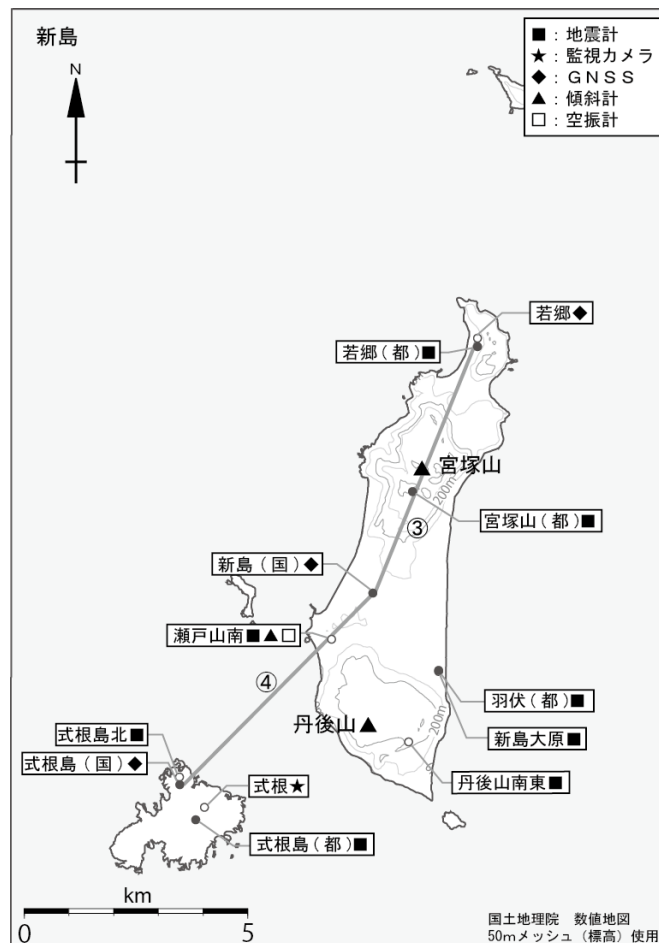 新島
■：地震計
★：監視カメラ
◆：ＧＮＳＳ
▲：傾斜計
□：空振計
N
若郷◆
若郷（都）■
宮塚山
200m
宮塚山（都）■
③
新島（国）◆
瀬戸山南■▲□
④
羽伏（都）■
丹後山
200m
新島大原■
式根島北■
式根島（国）◆
丹後山南東■
式根★
式根島（都）■
km
0 5
国土地理院　数値地図
50mメッシュ（標高）使用